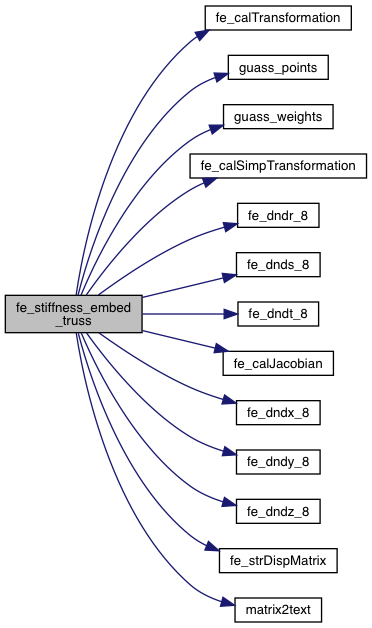 fe_calTransformation
guass_points
guass_weights
fe_calSimpTransformation
fe_dndr_8
fe_dnds_8
fe_stiffness_embed
_truss
fe_dndt_8
fe_calJacobian
fe_dndx_8
fe_dndy_8
fe_dndz_8
fe_strDispMatrix
matrix2text